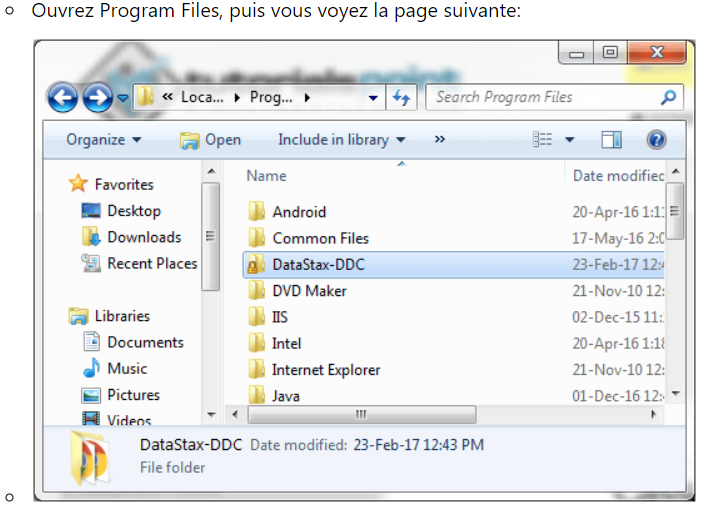 Ouvrez Program Files, puis vous voyez la page suivante:
« Loca... Prog...
Search Program Files
Organize Open Include in library »
Name Date modified
Favorites
Desktop
Downloads
Recent Places
Libraries
Documents
Music
Pictures
Videos
Android 20-Apr-16 1:1
Common Files 17-May-16 2:0
DataStax-DDC 23-Feb-17 12:4
DVD Maker 21-Nov-10 12:
IIS 02-Dec-15 11:
Intel 20-Apr-16 1:18
Internet Explorer 21-Nov-10 12:
Java 01-Dec-16 12:
DataStax-DDC Date modified: 23-Feb-17 12:43 PM
File folder